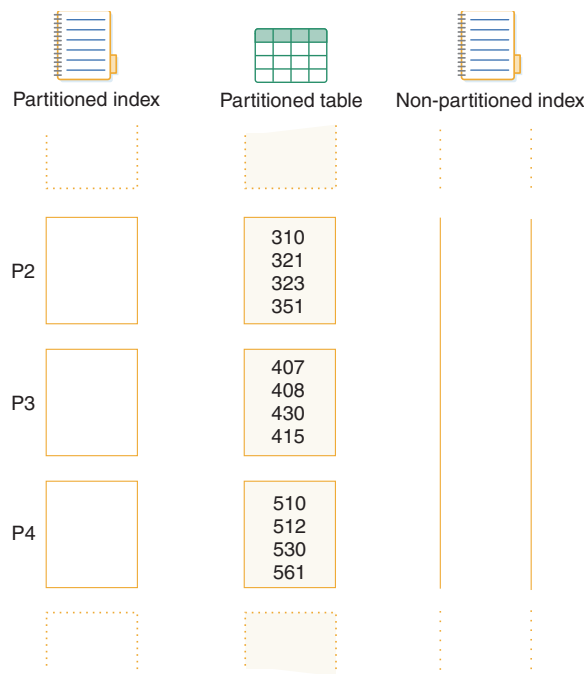 Partitioned index
Partitioned table
Non-partitioned index
P2
310
321
323
351
P3
407
408
430
415
P4
510
512
530
561